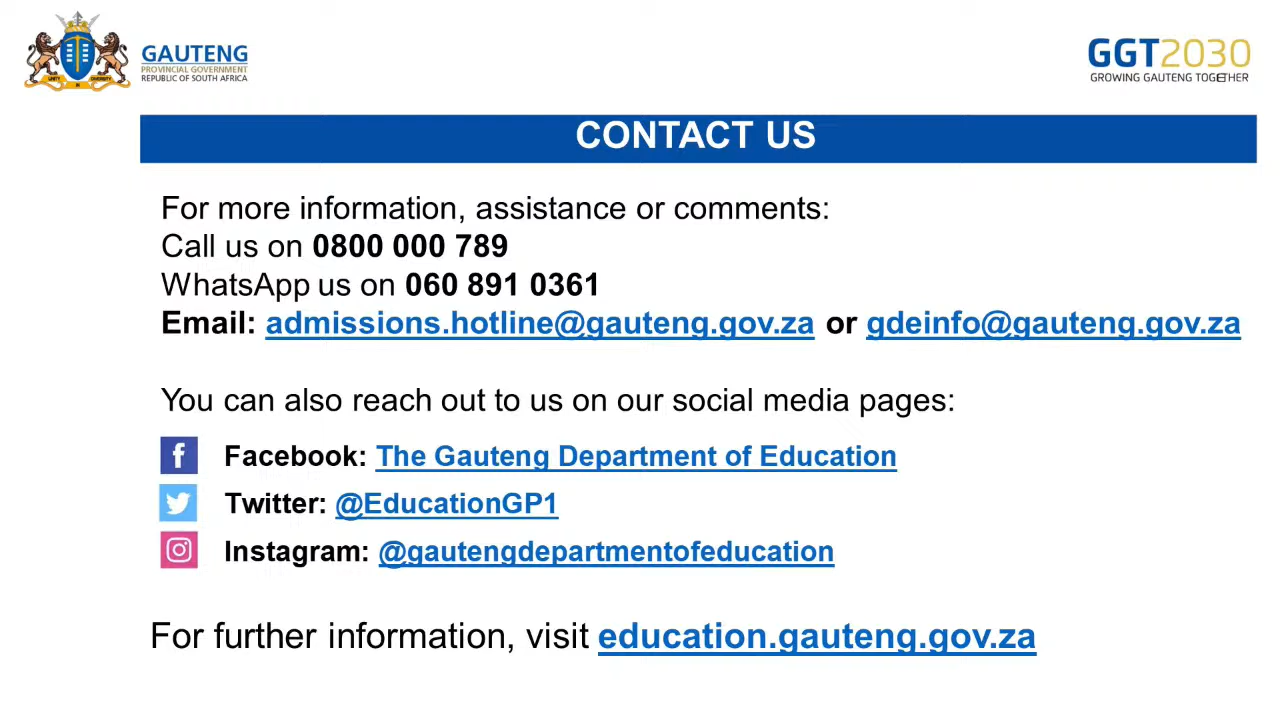 UNITY IN DIVERSITY
GAUTENG
PROVINCIAL GOVERNMENT
REPUBLIC OF SOUTH AFRICA
GGT2030
GROWING GAUTENG TOGETHER
CONTACT US
For more information, assistance or comments:
Call us on 0800 000 789
WhatsApp us on 060 891 0361
Email: admissions.hotline@gauteng.gov.za or gdeinfo@gauteng.gov.za
You can also reach out to us on our social media pages:
Facebook: The Gauteng Department of Education
Twitter: @EducationGP1
Instagram: @gautengdepartmentofeducation
For further information, visit education.gauteng.gov.za